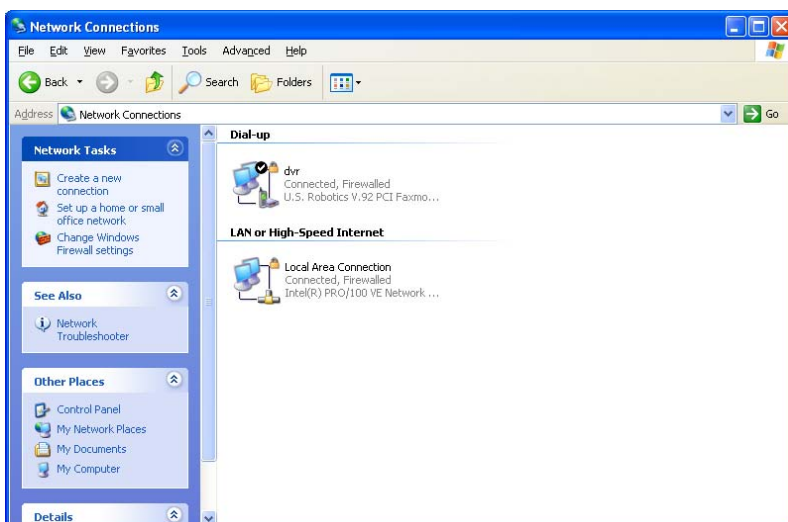 Network Connections
File Edit View Favorites Tools Advanced Help
Back Search Folders
Address Network Connections Go
Network Tasks
Create a new
connection
Set up a home or small
office network
Change Windows
Firewall settings
See Also
Network
Troubleshooter
Other Places
Control Panel
My Network Places
My Documents
My Computer
Details
Dial-up
dvr
Connected, Firewalled
U.S. Robotics V.92 PCI Faxmo...
LAN or High-Speed Internet
Local Area Connection
Connected, Firewalled
Intel(R) PRO/100 VE Network ...